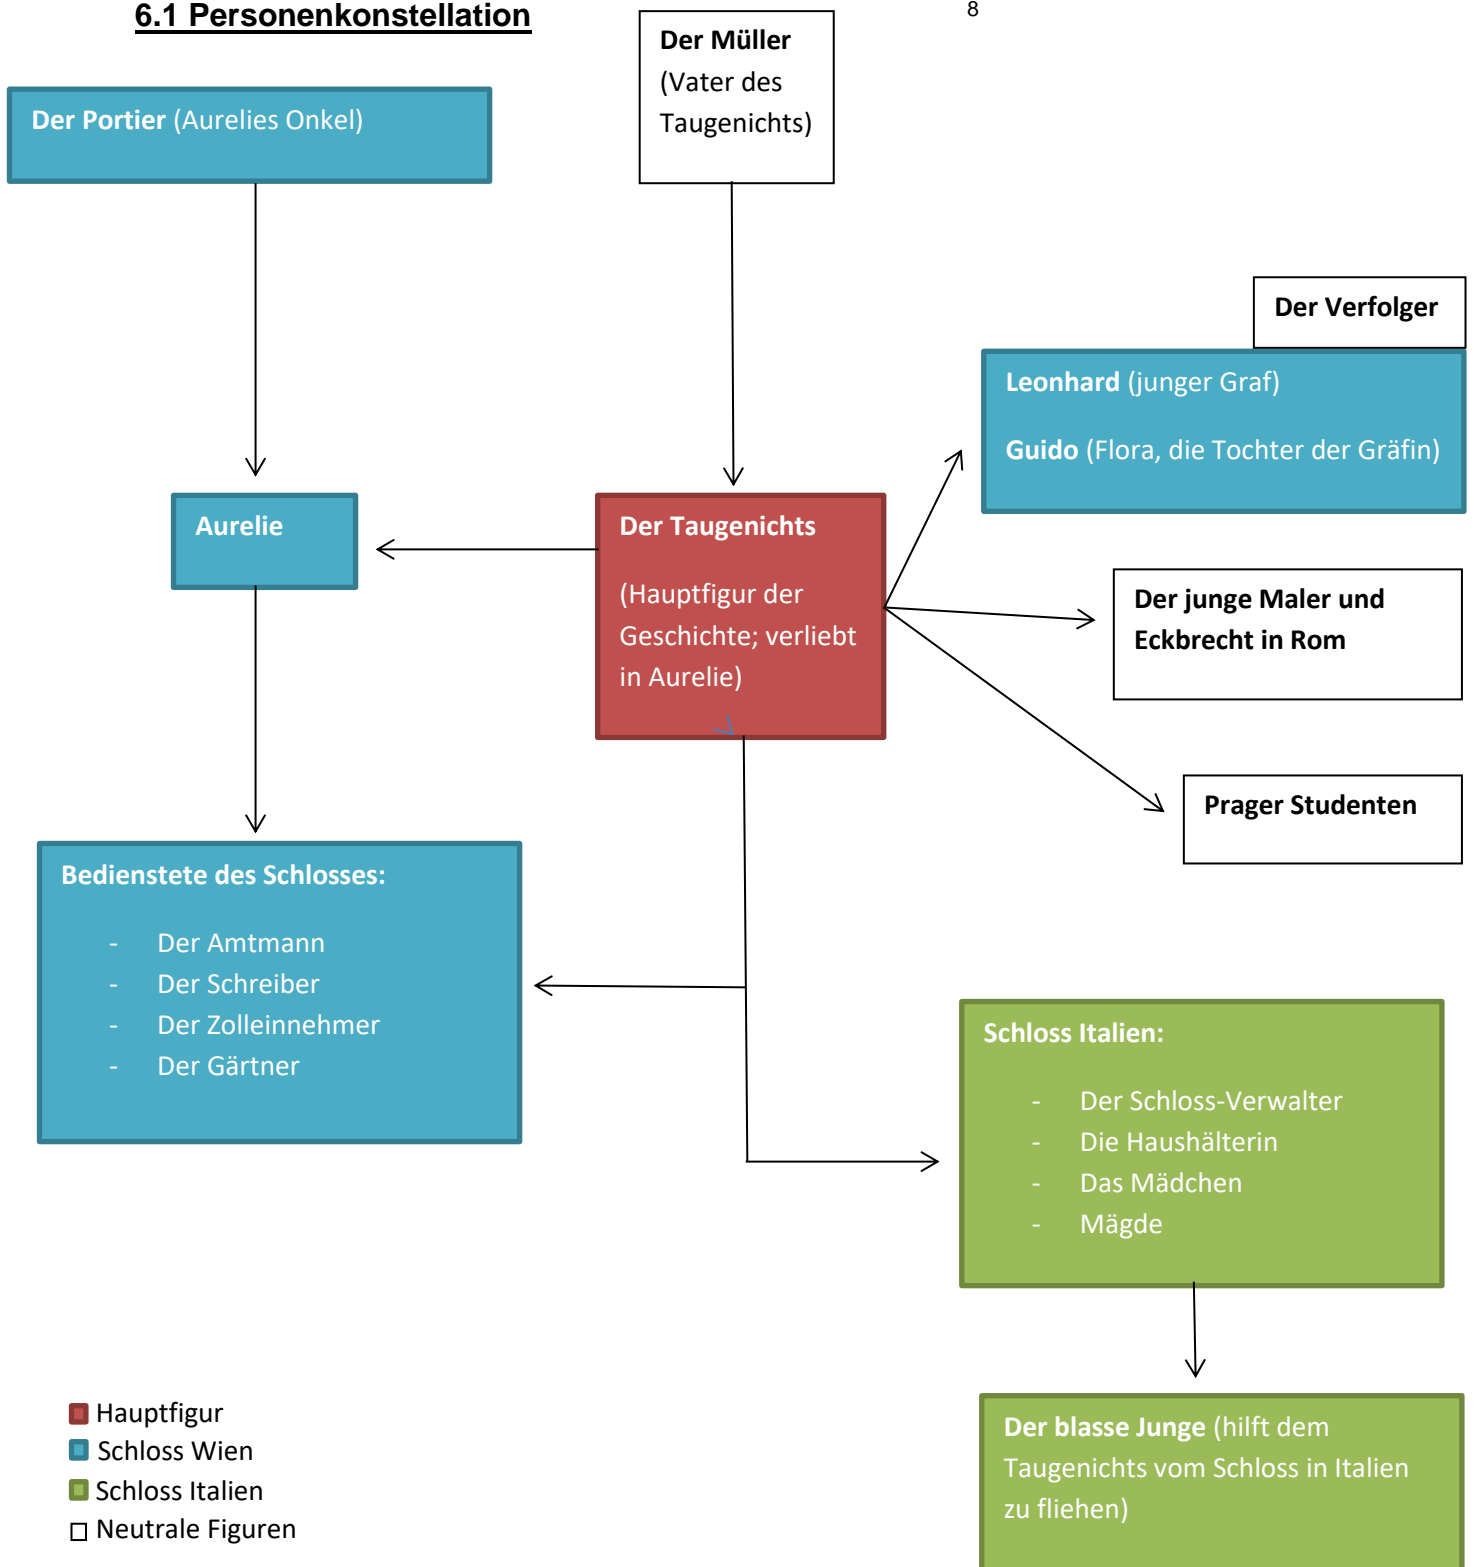 6.1 Personenkonstellation
8
Der Müller
(Vater des
Taugenichts)
Der Portier (Aurelies Onkel)
Der Verfolger
Leonhard (junger Graf)
Guido (Flora, die Tochter der Gräfin)
Aurelie
Der Taugenichts
(Hauptfigur der
Geschichte; verliebt
in Aurelie)
Der junge Maler und
Eckbrecht in Rom
Prager Studenten
Bedienstete des Schlosses:
- Der Amtmann
- Der Schreiber
- Der Zolleinnehmer
- Der Gärtner
Schloss Italien:
- Der Schloss-Verwalter
- Die Haushälterin
- Das Mädchen
- Mägde
Der blasse Junge (hilft dem
Taugenichts vom Schloss in Italien
zu fliehen)
Hauptfigur
Schloss Wien
Schloss Italien
Neutrale Figuren